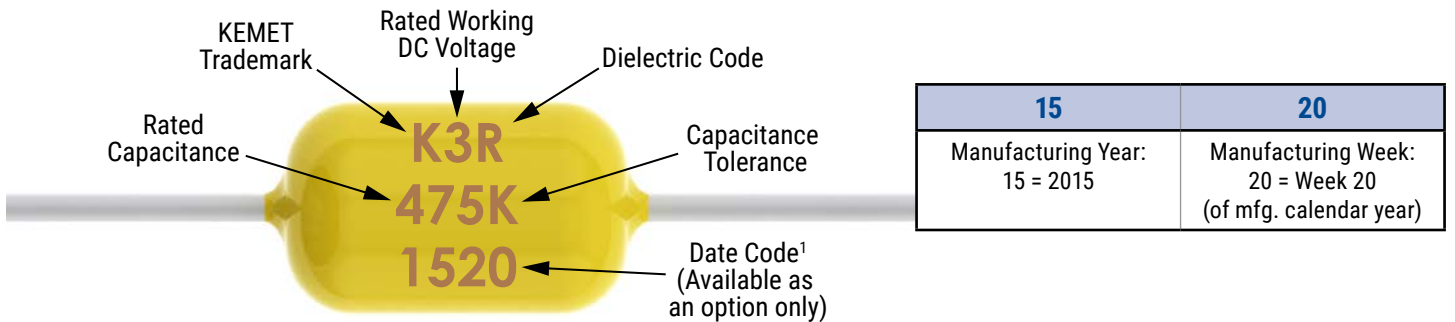 KEMET
Trademark
Rated Working
DC Voltage
Dielectric Code
Rated
Capacitance
Capacitance
Tolerance
K3R
475K
1520
Date Code1
(Available as
an option only)
15
20
Manufacturing Year:
15 = 2015
Manufacturing Week:
20 = Week 20
(of mfg. calendar year)